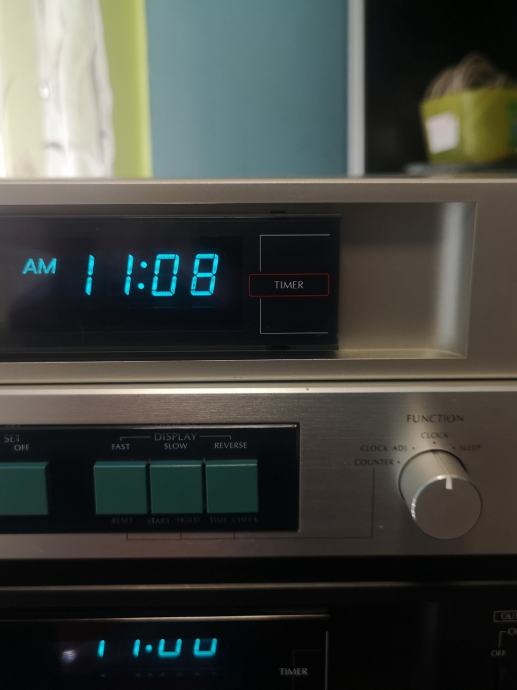 AM 11:08
TIMER
FUNCTION
CLOCK
SET
OFF
DISPLAY
FAST
SLOW
REVERSE
CLOCK ADJ.
SLEEP
COUNTER
RESET
START/HOLD
TIME CHECK
TIMER
OFF